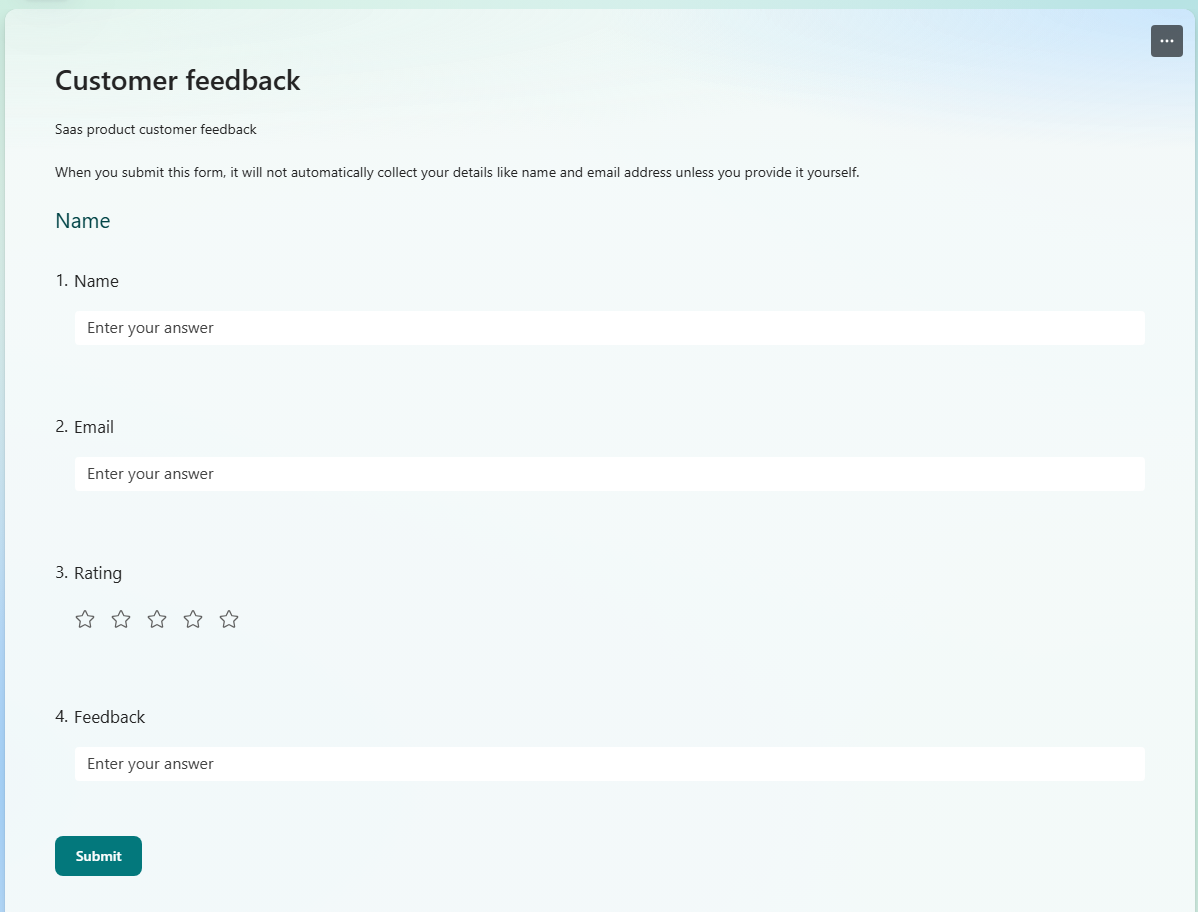 Customer feedback
Saas product customer feedback
When you submit this form, it will not automatically collect your details like name and email address unless you provide it yourself.
Name
1. Name
Enter your answer
2. Email
Enter your answer
3. Rating
4. Feedback
Enter your answer
Submit